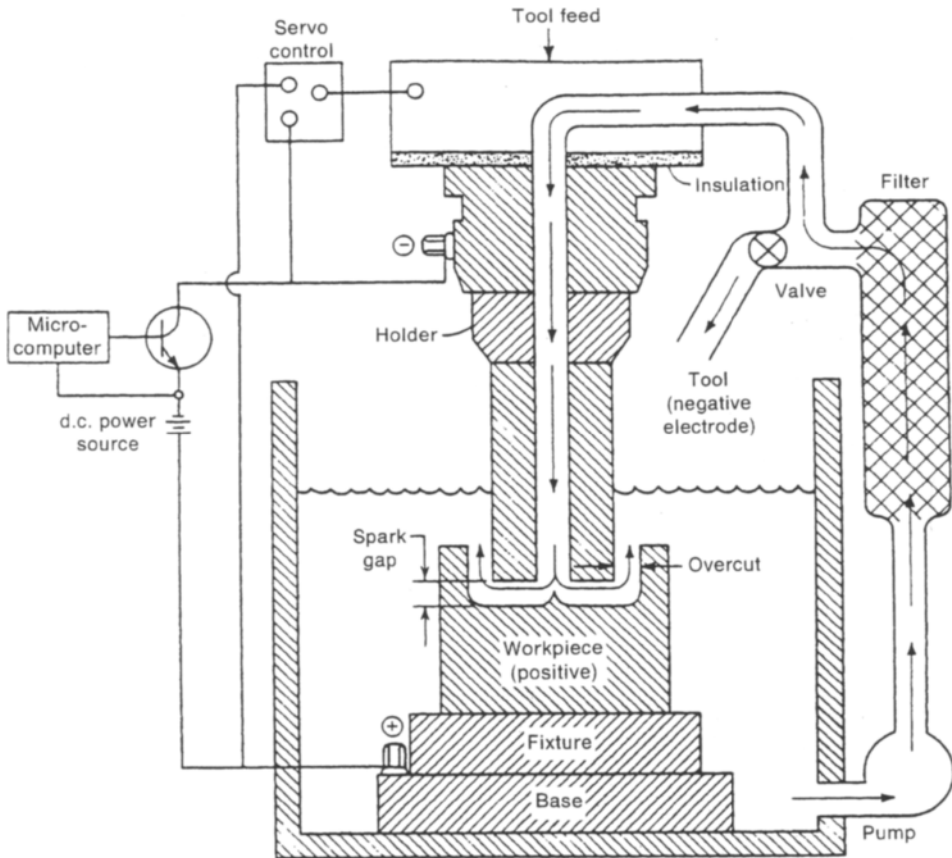 Tool feed
Servo
control
Insulation
Filter
−
Valve
Holder
Micro-
computer
Tool
(negative
electrode)
d.c. power
source
Spark
gap
Overcut
Workpiece
(positive)
+
Fixture
Base
Pump